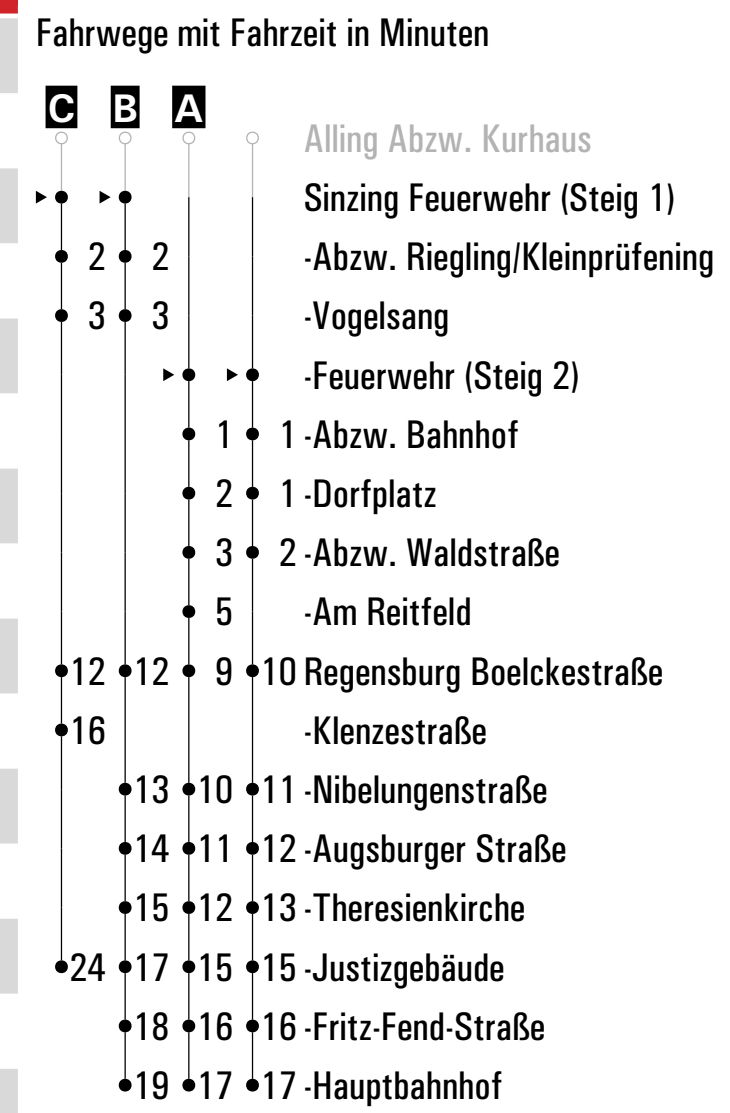 Fahrwege mit Fahrzeit in Minuten
C B A
Alling Abzw. Kurhaus
Sinzing Feuerwehr (Steig 1)
2 2 -Abzw. Riegling/Kleinprüfening
3 3 -Vogelsang
-Feuerwehr (Steig 2)
1 1 -Abzw. Bahnhof
2 1 -Dorfplatz
3 2 -Abzw. Waldstraße
5 -Am Reitfeld
12 12 9 10 Regensburg Boelckestraße
16 -Klenzestraße
13 10 11 -Nibelungenstraße
14 11 12 -Augsburger Straße
15 12 13 -Theresienkirche
24 17 15 15 -Justizgebäude
18 16 16 -Fritz-Fend-Straße
19 17 17 -Hauptbahnhof